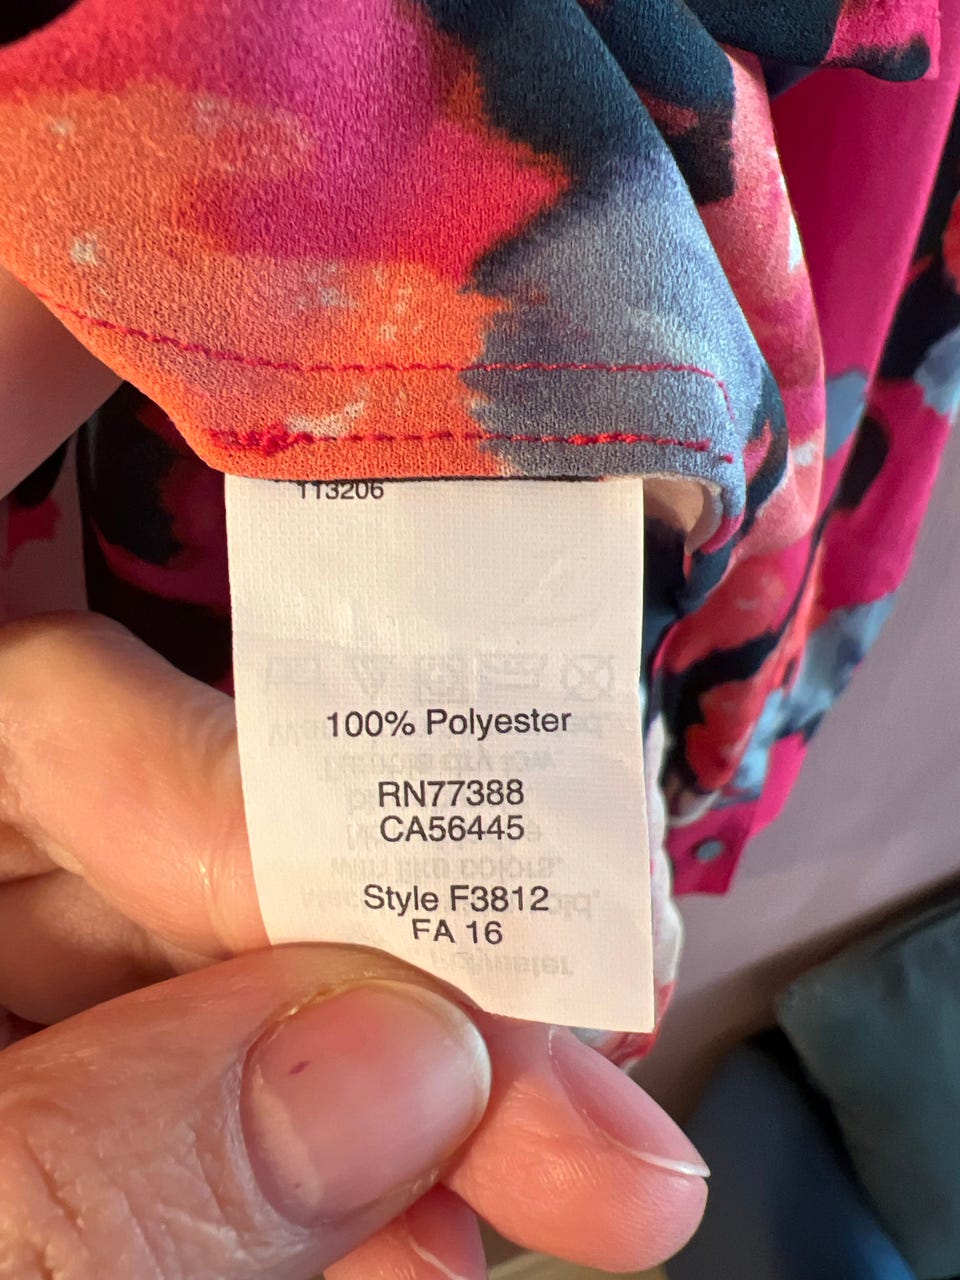 113206
100% Polyester
RN77388
CA56445
Style F3812
FA 16